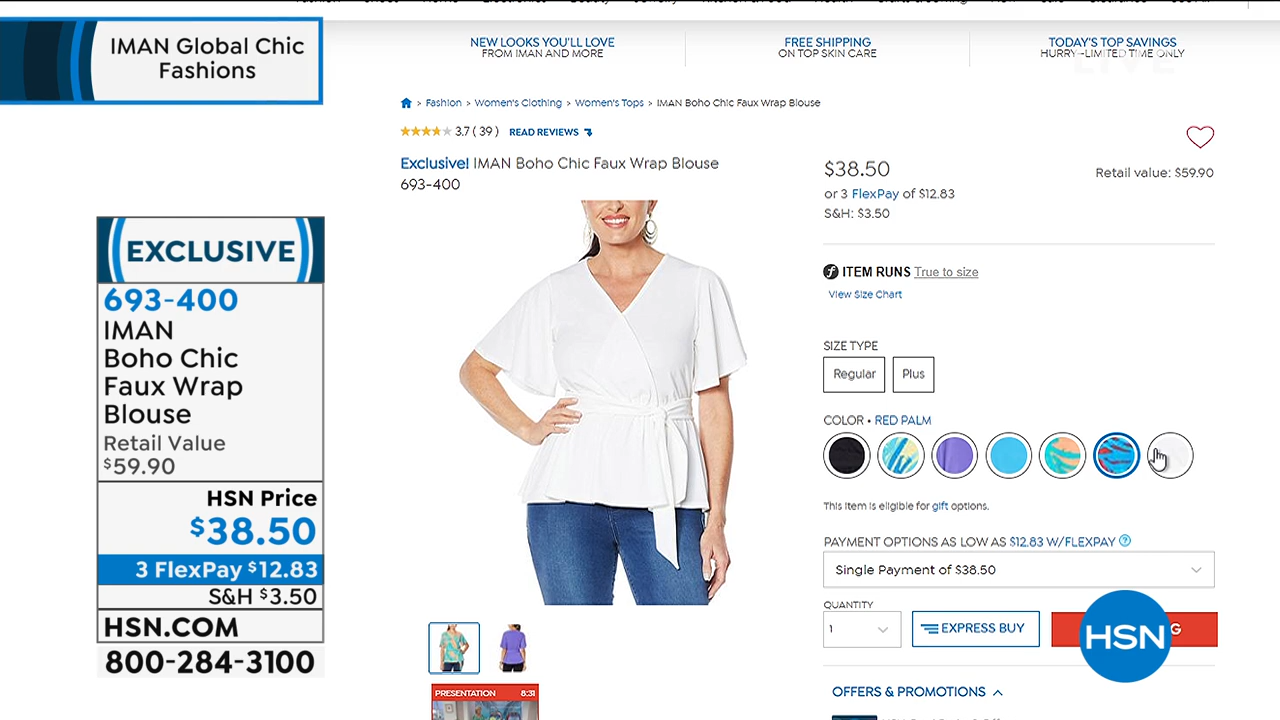 IMAN Global Chic
Fashions
NEW LOOKS YOU'LL LOVE
FROM IMAN AND MORE
FREE SHIPPING
ON TOP SKIN CARE
TODAY'S TOP SAVINGS
HURRY-LIMITED TIME ONLY
LIVE
> Fashion > Women's Clothing > Women's Tops > IMAN Boho Chic Faux Wrap Blouse
3.7 ( 39 ) READ REVIEWS
Exclusive! IMAN Boho Chic Faux Wrap Blouse
693-400
$38.50
Retail value: $59.90
or 3 FlexPay of $12.83
S&H: $3.50
ITEM RUNS True to size
View Size Chart
SIZE TYPE
Regular
Plus
COLOR • RED PALM
This item is eligible for gift options.
PAYMENT OPTIONS AS LOW AS $12.83 W/FLEXPAY ?
Single Payment of $38.50
QUANTITY
1
EXPRESS BUY
G
HSN
OFFERS & PROMOTIONS
PRESENTATION 8:31
EXCLUSIVE
693-400
IMAN
Boho Chic
Faux Wrap
Blouse
Retail Value
$59.90
HSN Price
$38.50
3 FlexPay $12.83
S&H $3.50
HSN.COM
800-284-3100